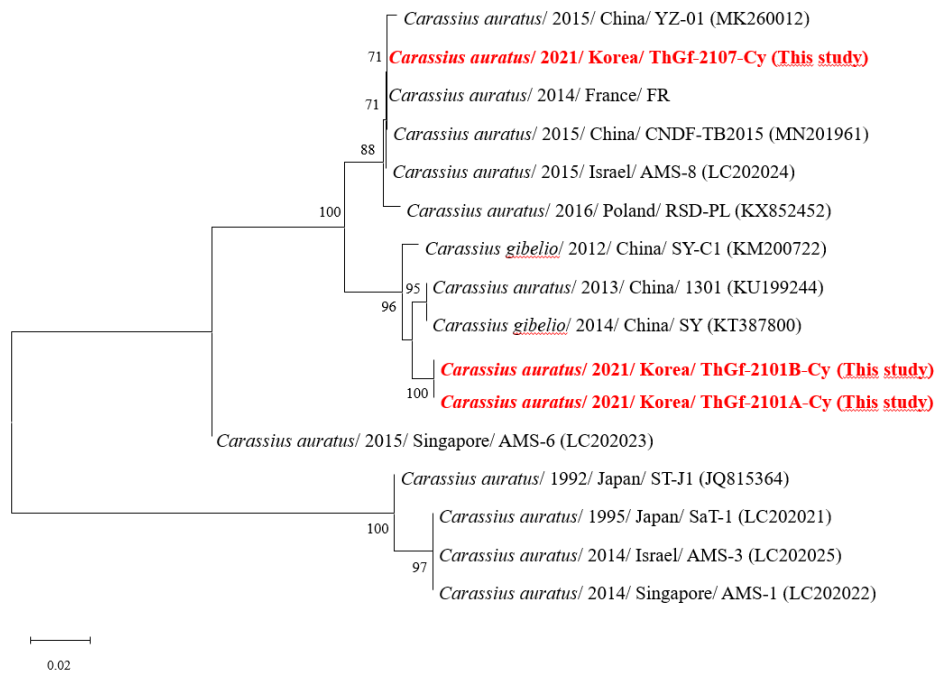 Carassius auratus/ 2015/ China/ YZ-01 (MK260012)
71
Carassius auratus/ 2021/ Korea/ ThGf-2107-Cy (This study)
71
Carassius auratus/ 2014/ France/ FR
Carassius auratus/ 2015/ China/ CNDF-TB2015 (MN201961)
88
Carassius auratus/ 2015/ Israel/ AMS-8 (LC202024)
100
Carassius auratus/ 2016/ Poland/ RSD-PL (KX852452)
Carassius gibelio/ 2012/ China/ SY-C1 (KM200722)
95
Carassius auratus/ 2013/ China/ 1301 (KU199244)
96
Carassius gibelio/ 2014/ China/ SY (KT387800)
Carassius auratus/ 2021/ Korea/ ThGf-2101B-Cy (This study)
100
Carassius auratus/ 2021/ Korea/ ThGf-2101A-Cy (This study)
Carassius auratus/ 2015/ Singapore/ AMS-6 (LC202023)
Carassius auratus/ 1992/ Japan/ ST-J1 (JQ815364)
100
Carassius auratus/ 1995/ Japan/ SaT-1 (LC202021)
Carassius auratus/ 2014/ Israel/ AMS-3 (LC202025)
97
Carassius auratus/ 2014/ Singapore/ AMS-1 (LC202022)
0.02